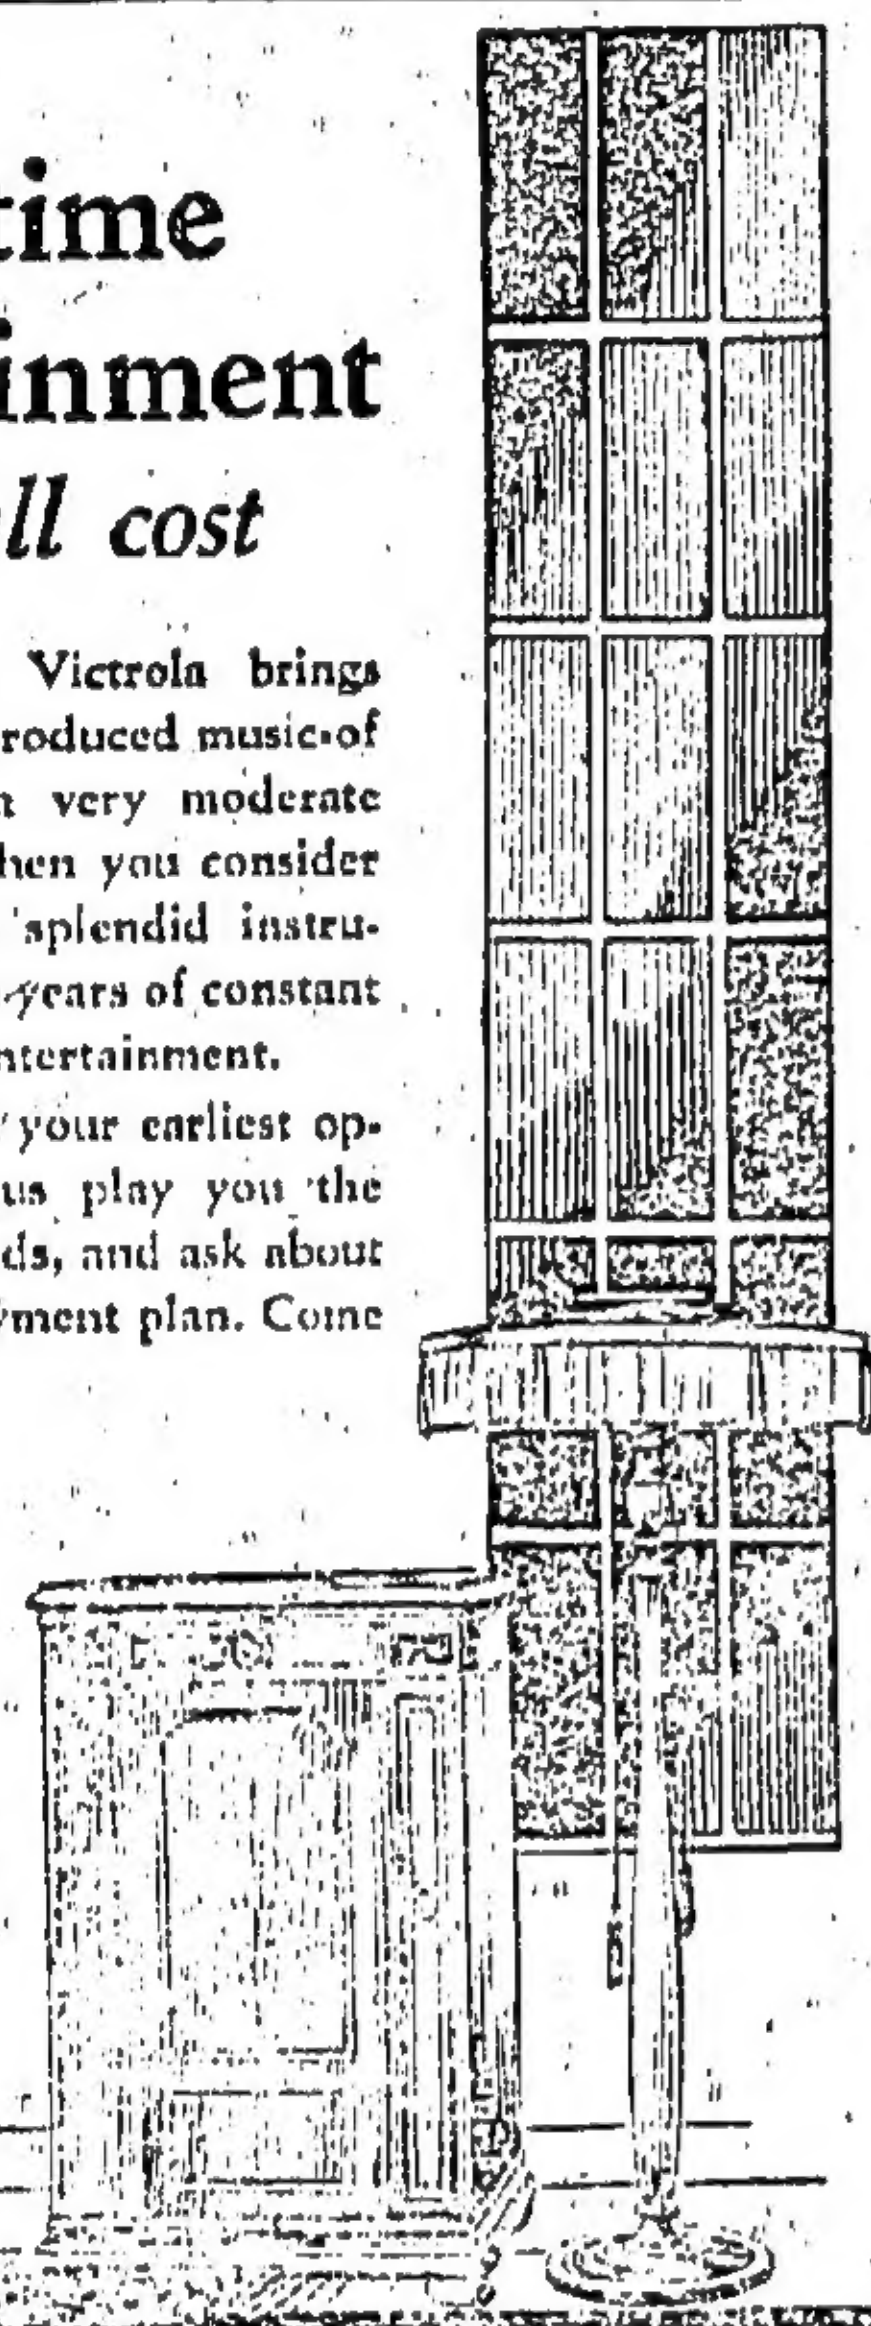 time
inment
ll cost
Victrola brings
roduced music of
very moderate
hen you consider
splendid instru-
years of constant
ntertainment.
your earliest op-
us play you the
ds, and ask about
yment plan. Come